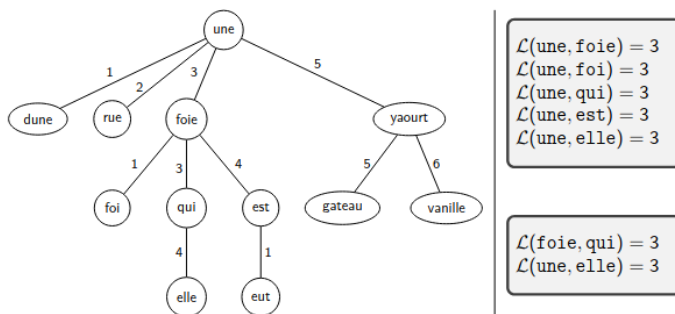 une
1
2
3
5
dune
rue
foie
yaourt
1
3
4
5
6
foi
qui
est
gateau
vanille
4
1
elle
eut
ℒ(une, foie) = 3
ℒ(une, foi) = 3
ℒ(une, qui) = 3
ℒ(une, est) = 3
ℒ(une, elle) = 3
ℒ(foie, qui) = 3
ℒ(une, elle) = 3